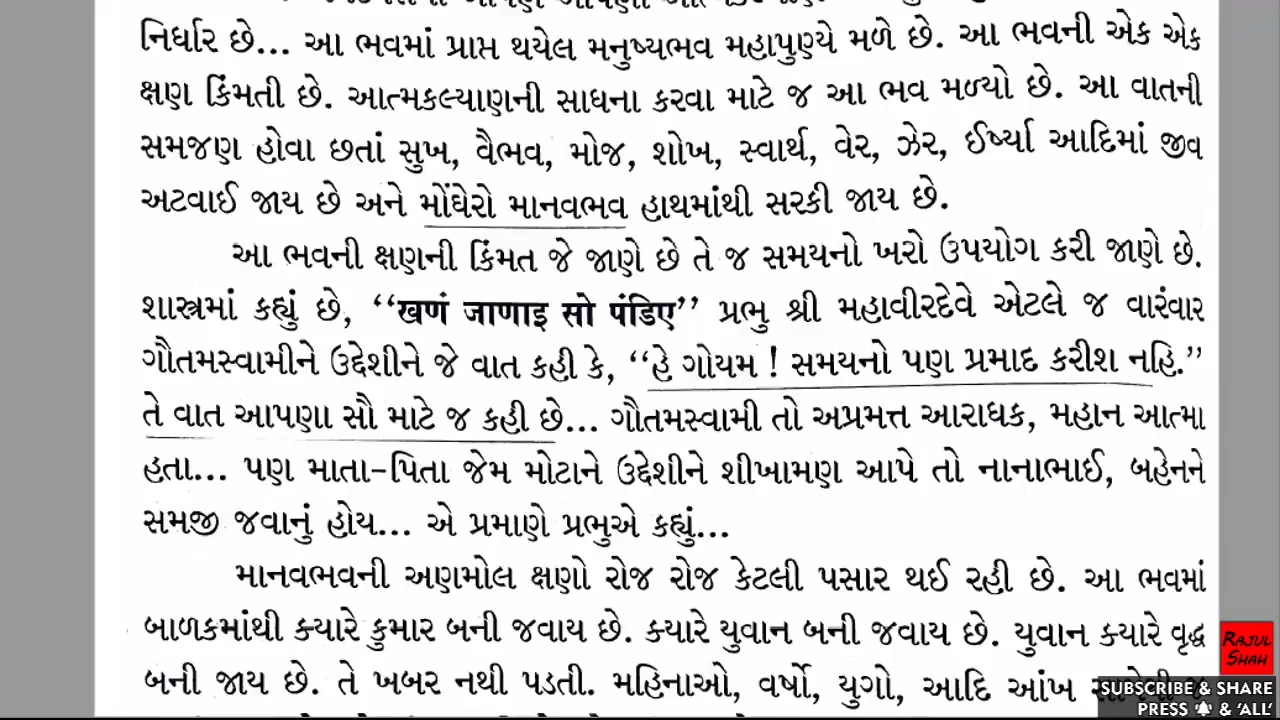 નિર્ધાર છે... આ ભવમાં પ્રાપ્ત થયેલ મનુષ્યભવ મહાપુણ્યે મળે છે. આ ભવની એક એક
ક્ષણ કિંમતી છે. આત્મકલ્યાણની સાધના કરવા માટે જ આ ભવ મળ્યો છે. આ વાતની
સમજણ હોવા છતાં સુખ, વૈભવ, મોજ, શોખ, સ્વાર્થ, વેર, ઝેર, ઈર્ષ્યા આદિમાં જીવ
અટવાઈ જાય છે અને મોંઘેરો માનવભવ હાથમાંથી સરકી જાય છે.
આ ભવની ક્ષણની કિંમત જે જાણે છે તે જ સમયનો ખરો ઉપયોગ કરી જાણે છે.
શાસ્ત્રમાં કહ્યું છે, “खणं जाणाइ सो पंडिए” પ્રભુ શ્રી મહાવીરદેવે એટલે જ વારંવાર
ગૌતમસ્વામીને ઉદ્દેશીને જે વાત કહી કે, “હે ગોયમ ! સમયનો પણ પ્રમાદ કરીશ નહિ.”
તે વાત આપણા સૌ માટે જ કહી છે... ગૌતમસ્વામી તો અપ્રમત્ત આરાધક, મહાન આત્મા
હતા... પણ માતા-પિતા જેમ મોટાને ઉદ્દેશીને શીખામણ આપે તો નાનાભાઈ, બહેનને
સમજી જવાનું હોય... એ પ્રમાણે પ્રભુએ કહ્યું...
માનવભવની અણમોલ ક્ષણો રોજ રોજ કેટલી પસાર થઈ રહી છે. આ ભવમાં
બાળકમાંથી ક્યારે કુમાર બની જવાય છે. ક્યારે યુવાન બની જવાય છે. યુવાન ક્યારે વૃદ્ધ
બની જાય છે. તે ખબર નથી પડતી. મહિનાઓ, વર્ષો, યુગો, આદિ આંખ
RAJUL
SHAH
SUBSCRIBE & SHARE
PRESS & 'ALL'